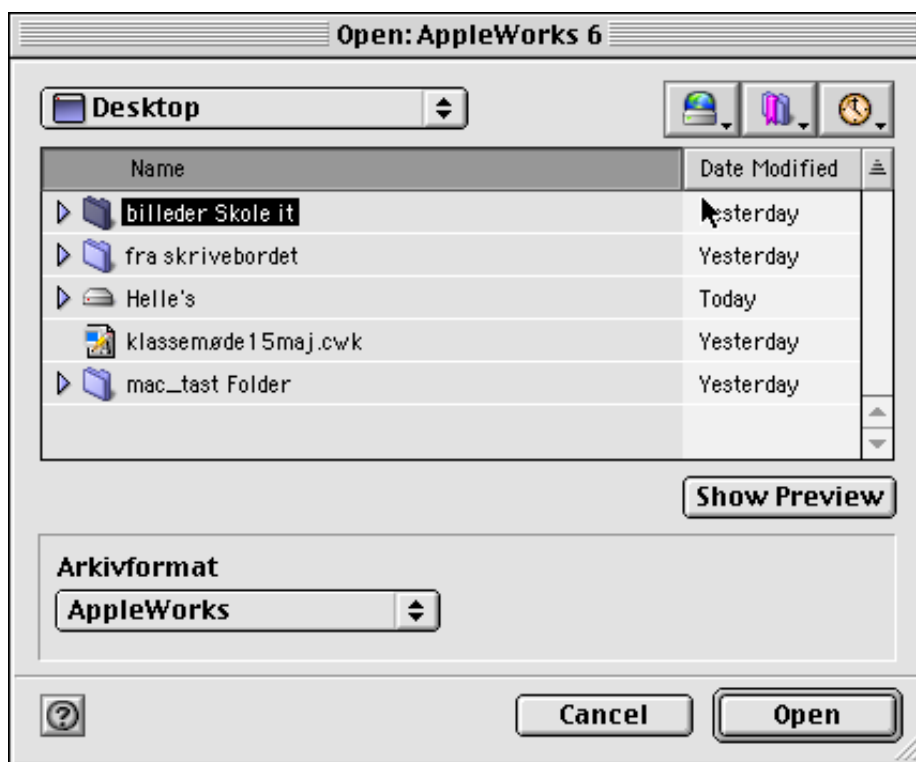 Open: AppleWorks 6
Desktop
Name Date Modified
billeder Skole it Yesterday
fra skrivebordet Yesterday
Helle's Today
klassemøde15maj.cwk Yesterday
mac_tast Folder Yesterday
Show Preview
Arkivformat
AppleWorks
? Cancel Open